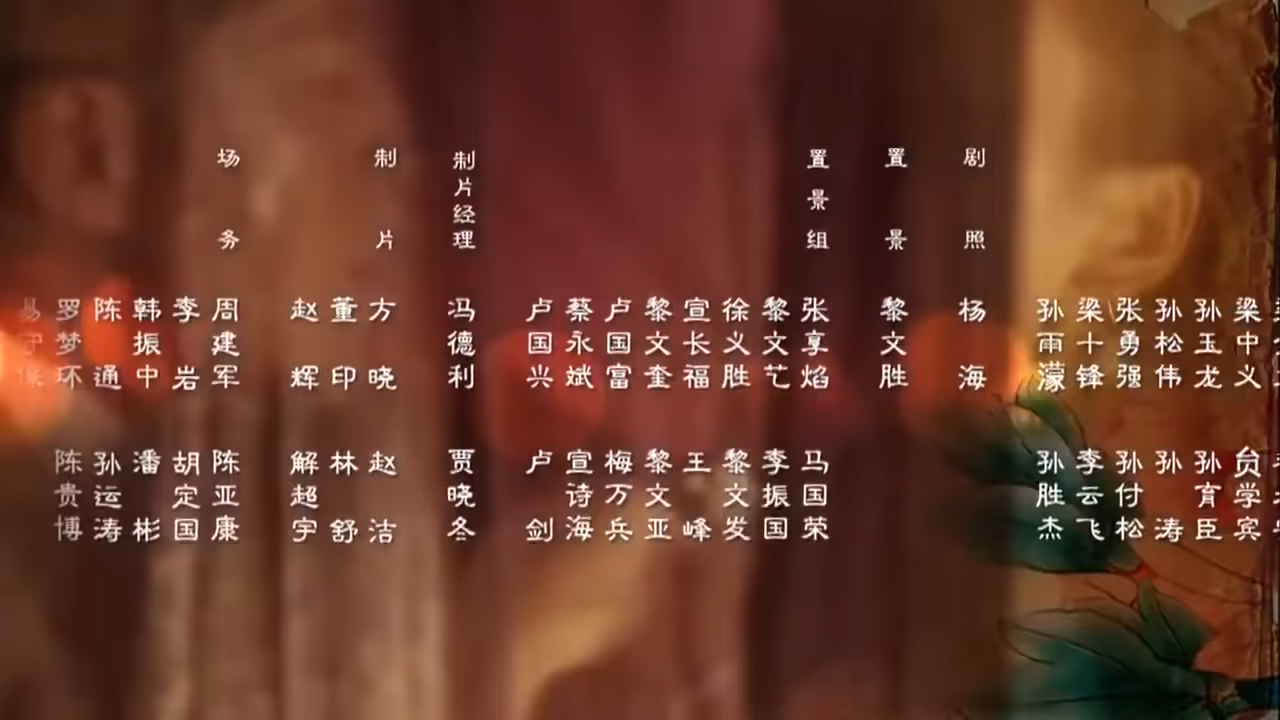 梁中义
孙玉龙
孙松伟
张勇强
梁十锋
孙雨濛
贠学宾
孙育臣
孙涛
孙付松
李云飞
孙胜杰
剧照
杨海
置景
黎文胜
置景组
张享焰
黎文艺
徐义胜
宣长福
黎文奎
卢国富
蔡永斌
卢国兴
马国荣
李振国
黎文发
王峰
黎文亚
梅万兵
宣诗海
卢剑
制片经理
冯德利
贾晓冬
制片
方晓
董印
赵辉
赵洁
林舒
解超宇
场务
周建军
李岩
韩振中
陈通
罗梦环
陈亚康
胡定国
潘彬
孙运涛
陈贵博